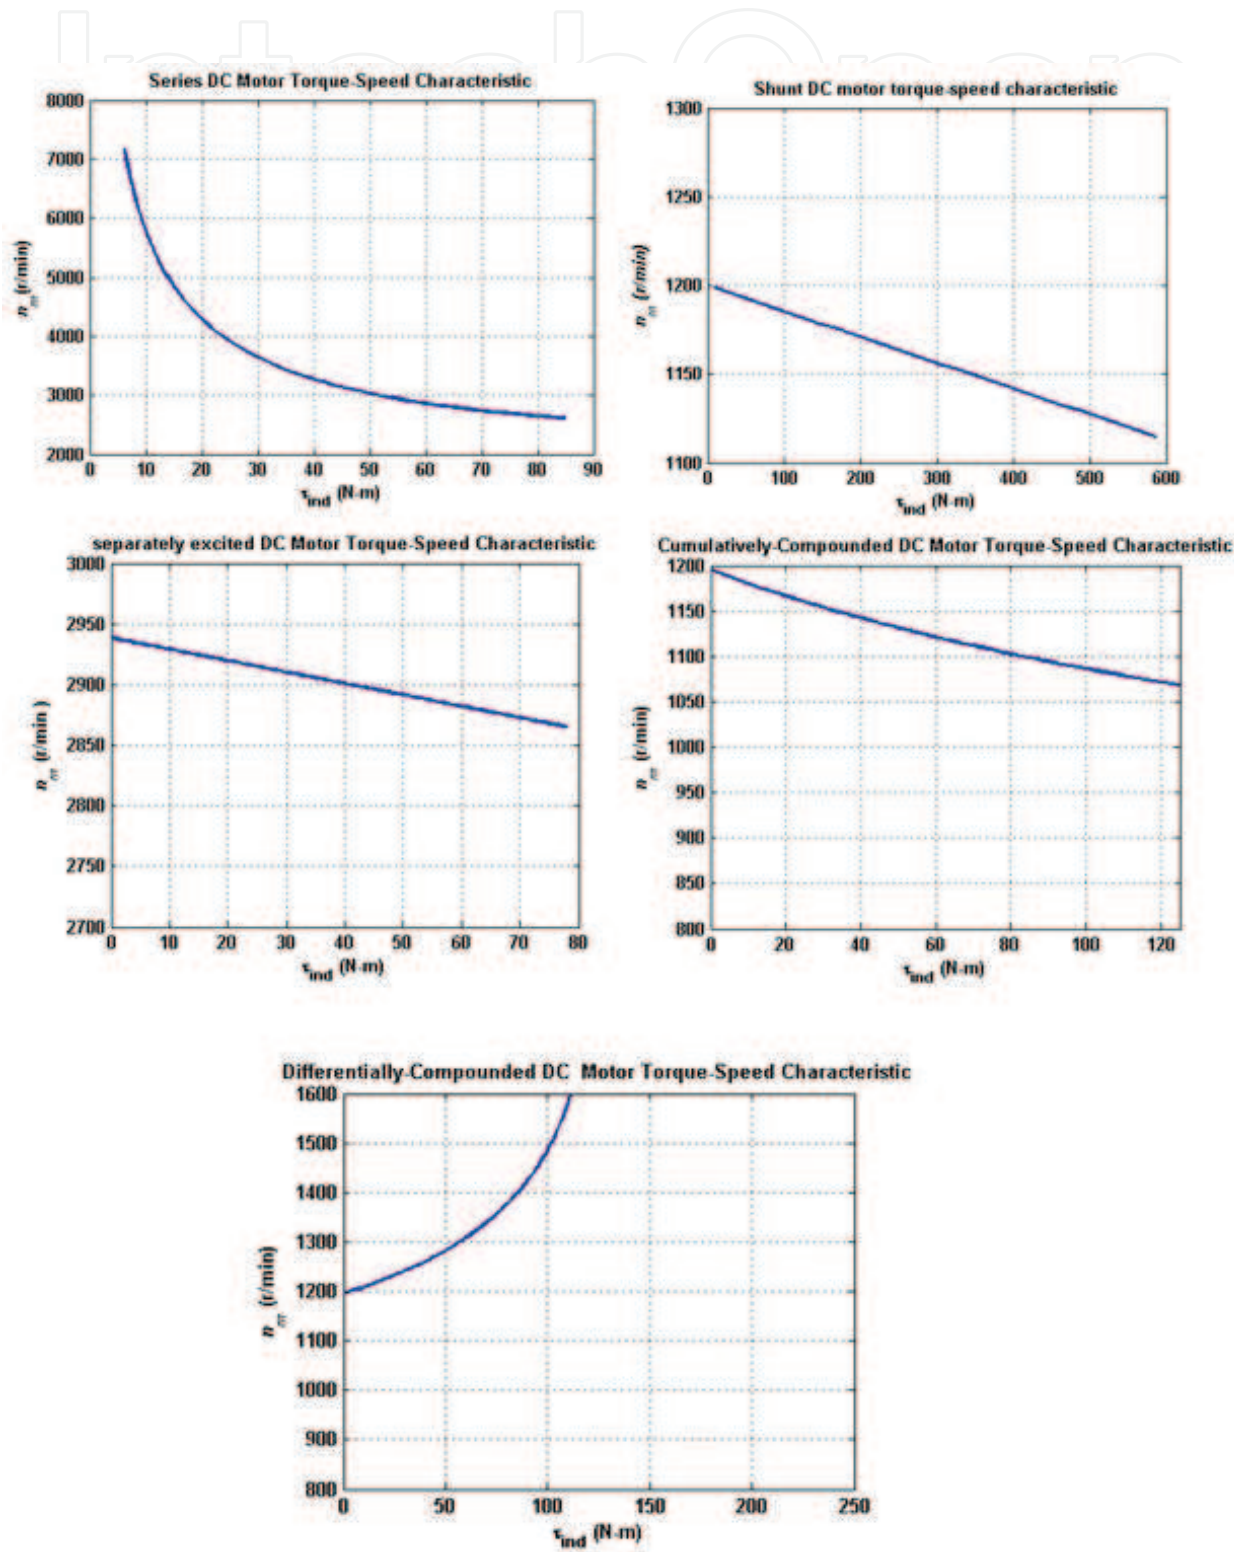 IntechOpen
Series DC Motor Torque-Speed Characteristic
8000
7000
6000
5000
4000
3000
2000
0 10 20 30 40 50 60 70 80 90
n_m (r/min)
τ_ind (N-m)
Shunt DC motor torque-speed characteristic
1300
1250
1200
1150
1100
0 100 200 300 400 500 600
n_m (r/min)
τ_ind (N-m)
separately excited DC Motor Torque-Speed Characteristic
3000
2950
2900
2850
2800
2750
2700
0 10 20 30 40 50 60 70 80
n_m (r/min )
τ_ind (N-m)
Cumulatively-Compounded DC Motor Torque-Speed Characteristic
1200
1150
1100
1050
1000
950
900
850
800
0 20 40 60 80 100 120
n_m (r/min)
τ_ind (N-m)
Differentially-Compounded DC Motor Torque-Speed Characteristic
1600
1500
1400
1300
1200
1100
1000
900
800
0 50 100 150 200 250
n_m (r/min)
τ_ind (N-m)